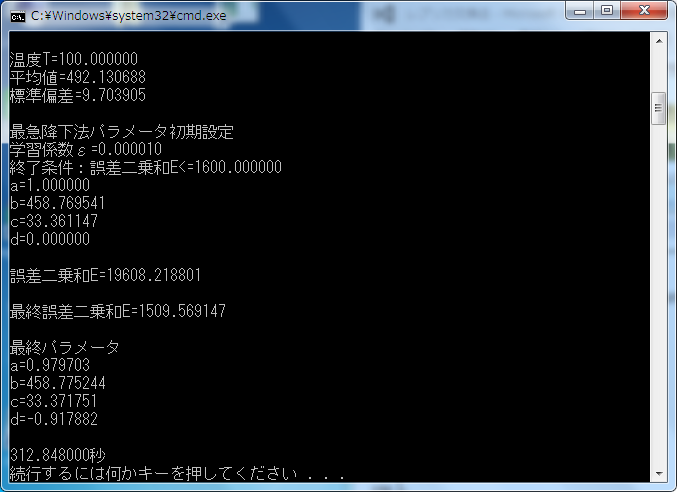 C:¥Windows¥system32¥cmd.exe
温度T=100.000000
平均値=492.130688
標準偏差=9.703905
最急降下法パラメータ初期設定
学習係数ε=0.000010
終了条件：誤差二乗和E<=1600.000000
a=1.000000
b=458.769541
c=33.361147
d=0.000000
誤差二乗和E=19608.218801
最終誤差二乗和E=1509.569147
最終パラメータ
a=0.979703
b=458.775244
c=33.371751
d=-0.917882
312.848000秒
続行するには何かキーを押してください . . .